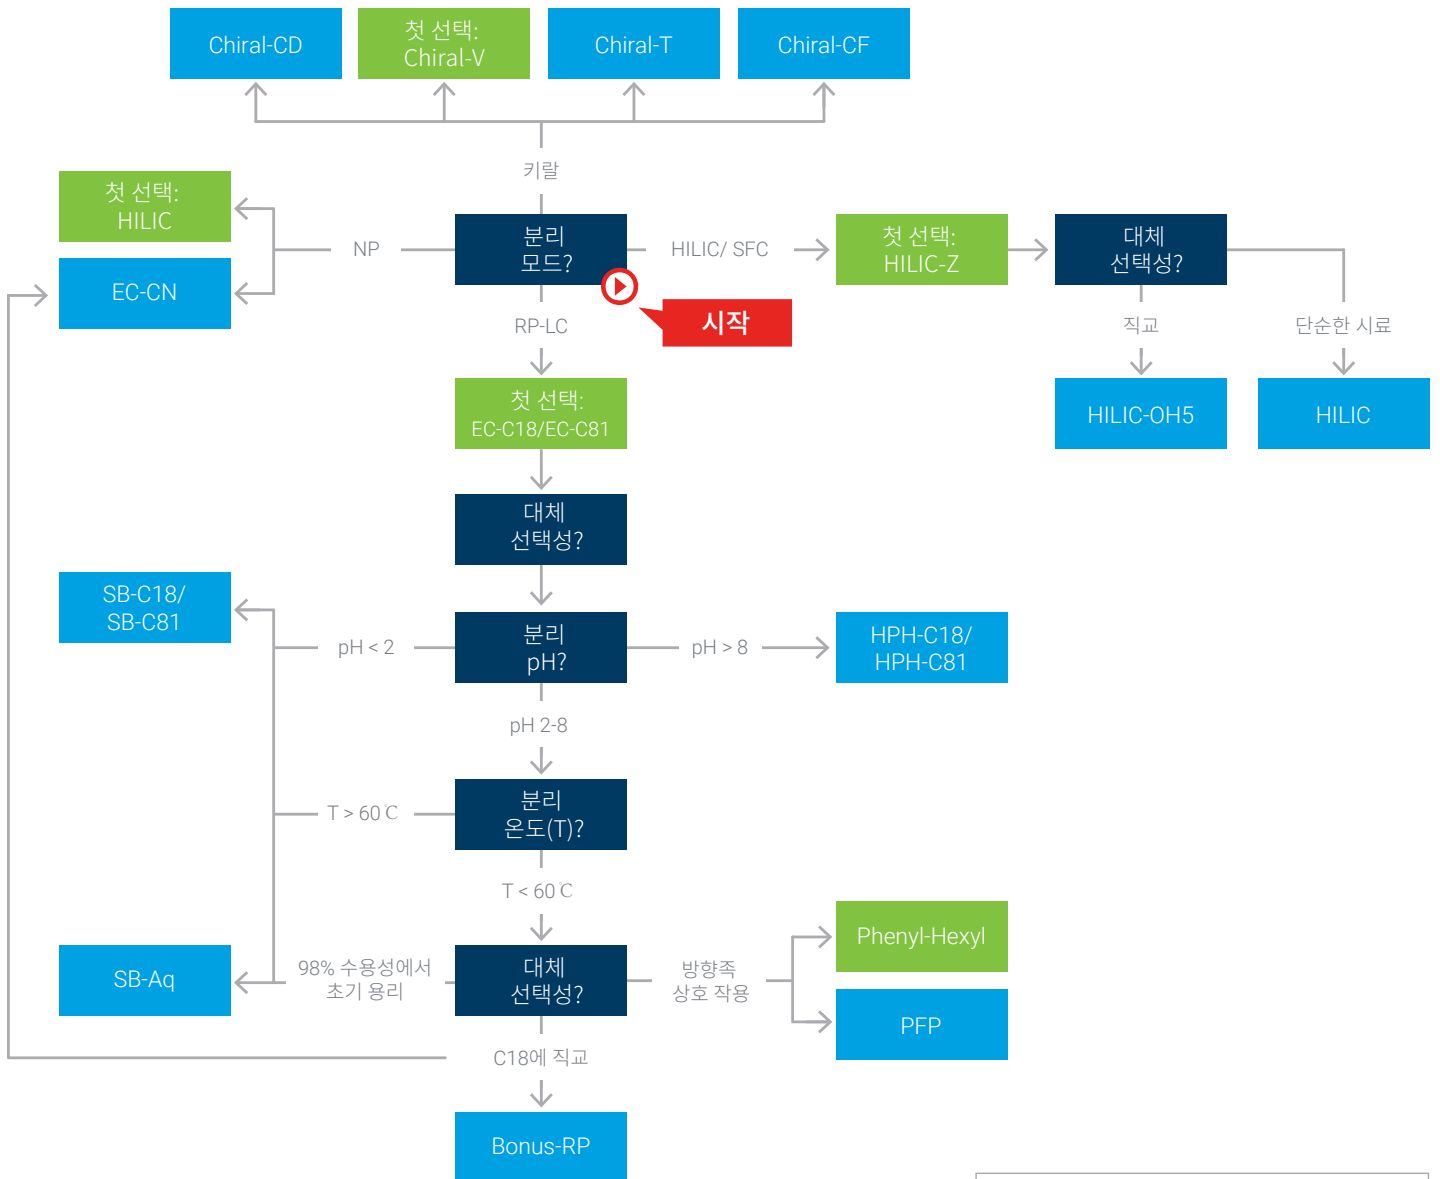 Chiral-CD
첫 선택:
Chiral-V
Chiral-T
Chiral-CF
키랄
첫 선택:
HILIC
NP
EC-CN
분리
모드?
HILIC/ SFC
첫 선택:
HILIC-Z
대체
선택성?
시작
RP-LC
직교
단순한 시료
첫 선택:
EC-C18/EC-C81
HILIC-OH5
HILIC
대체
선택성?
SB-C18/
SB-C81
pH < 2
분리
pH?
pH > 8
HPH-C18/
HPH-C81
pH 2-8
T > 60℃
분리
온도(T)?
T < 60℃
SB-Aq
98% 수용성에서
초기 용리
대체
선택성?
방향족
상호 작용
Phenyl-Hexyl
PFP
C18에 직교
Bonus-RP